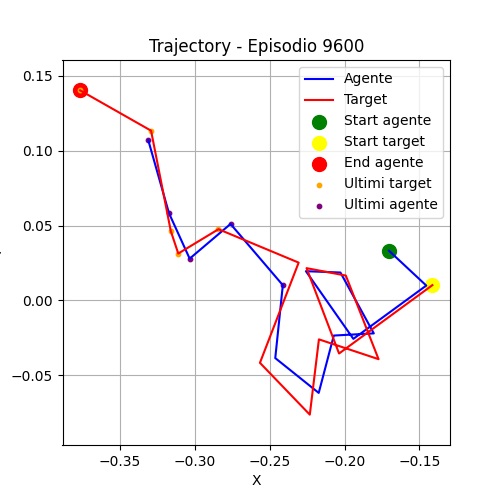 Trajectory - Episodio 9600
0.15
0.10
0.05
0.00
−0.05
−0.35
−0.30
−0.25
−0.20
−0.15
X
Agente
Target
Start agente
Start target
End agente
Ultimi target
Ultimi agente